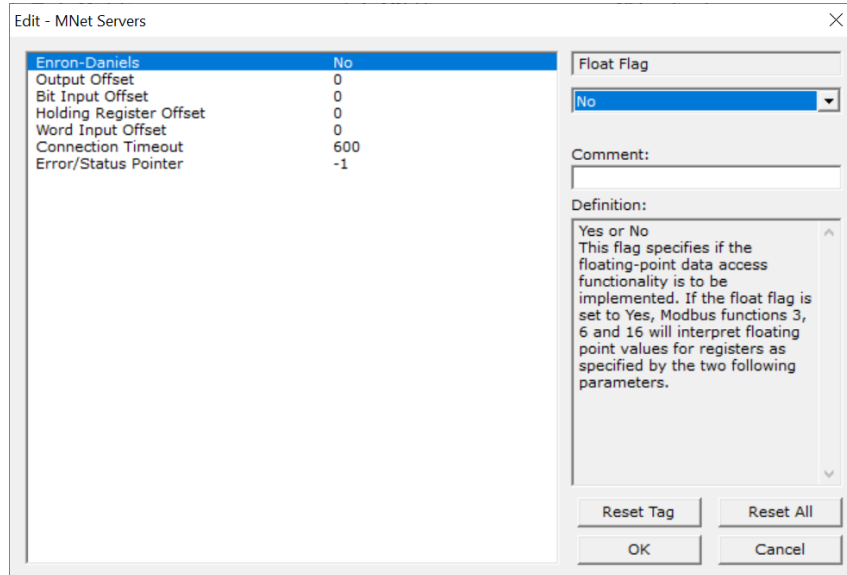 Edit - MNet Servers
Enron-Daniels No
Output Offset 0
Bit Input Offset 0
Holding Register Offset 0
Word Input Offset 0
Connection Timeout 600
Error/Status Pointer -1
Float Flag
No
Comment:
Definition:
Yes or No
This flag specifies if the
floating-point data access
functionality is to be
implemented. If the float flag is
set to Yes, Modbus functions 3,
6 and 16 will interpret floating
point values for registers as
specified by the two following
parameters.
Reset Tag Reset All
OK Cancel